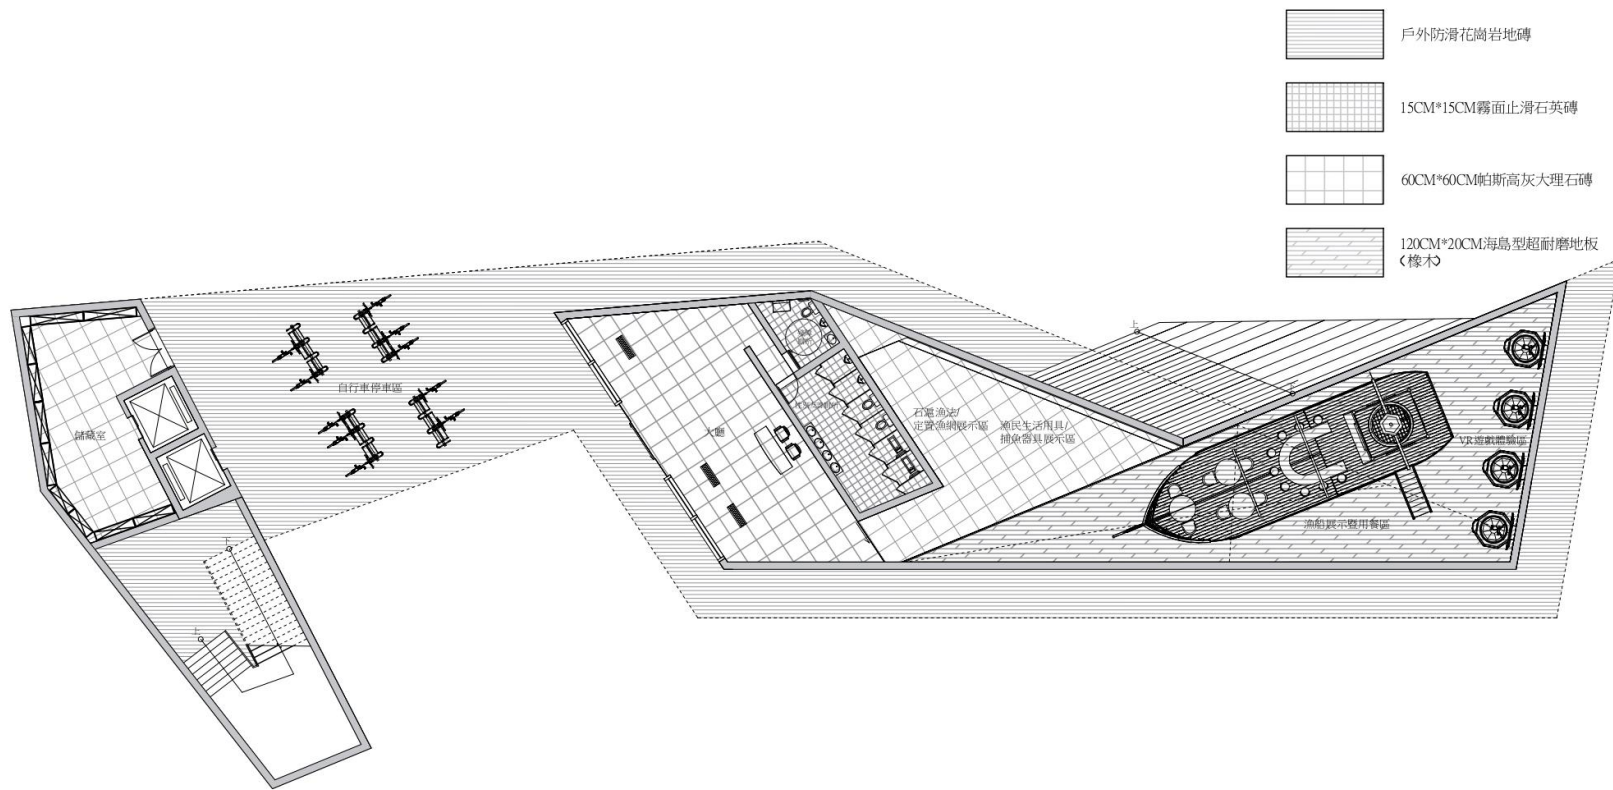 戶外防滑花崗岩地磚
15CM*15CM霧面止滑石英磚
60CM*60CM帕斯高灰大理石磚
120CM*20CM海島型超耐磨地板
(橡木)
上
下
自行車停車區
儲藏室
大廳
石滬漁法/
定置漁網展示區
漁民生活用具/
捕魚器具展示區
VR遊戲體驗區
漁船展示暨用餐區
下
上